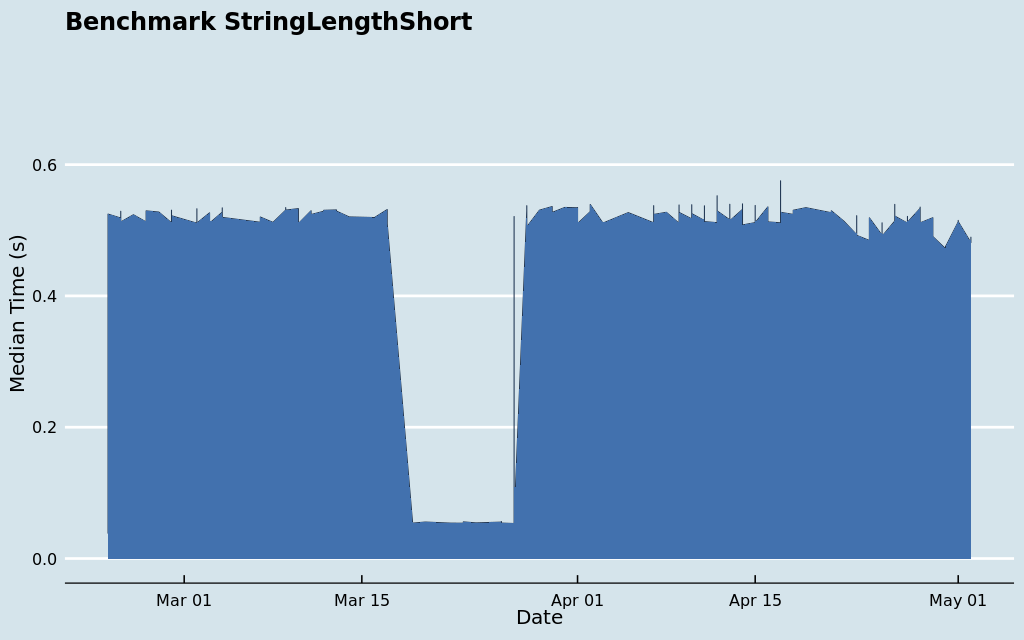 Benchmark StringLengthShort
Median Time (s)
0.6
0.4
0.2
0.0
Mar 01
Mar 15
Apr 01
Apr 15
May 01
Date